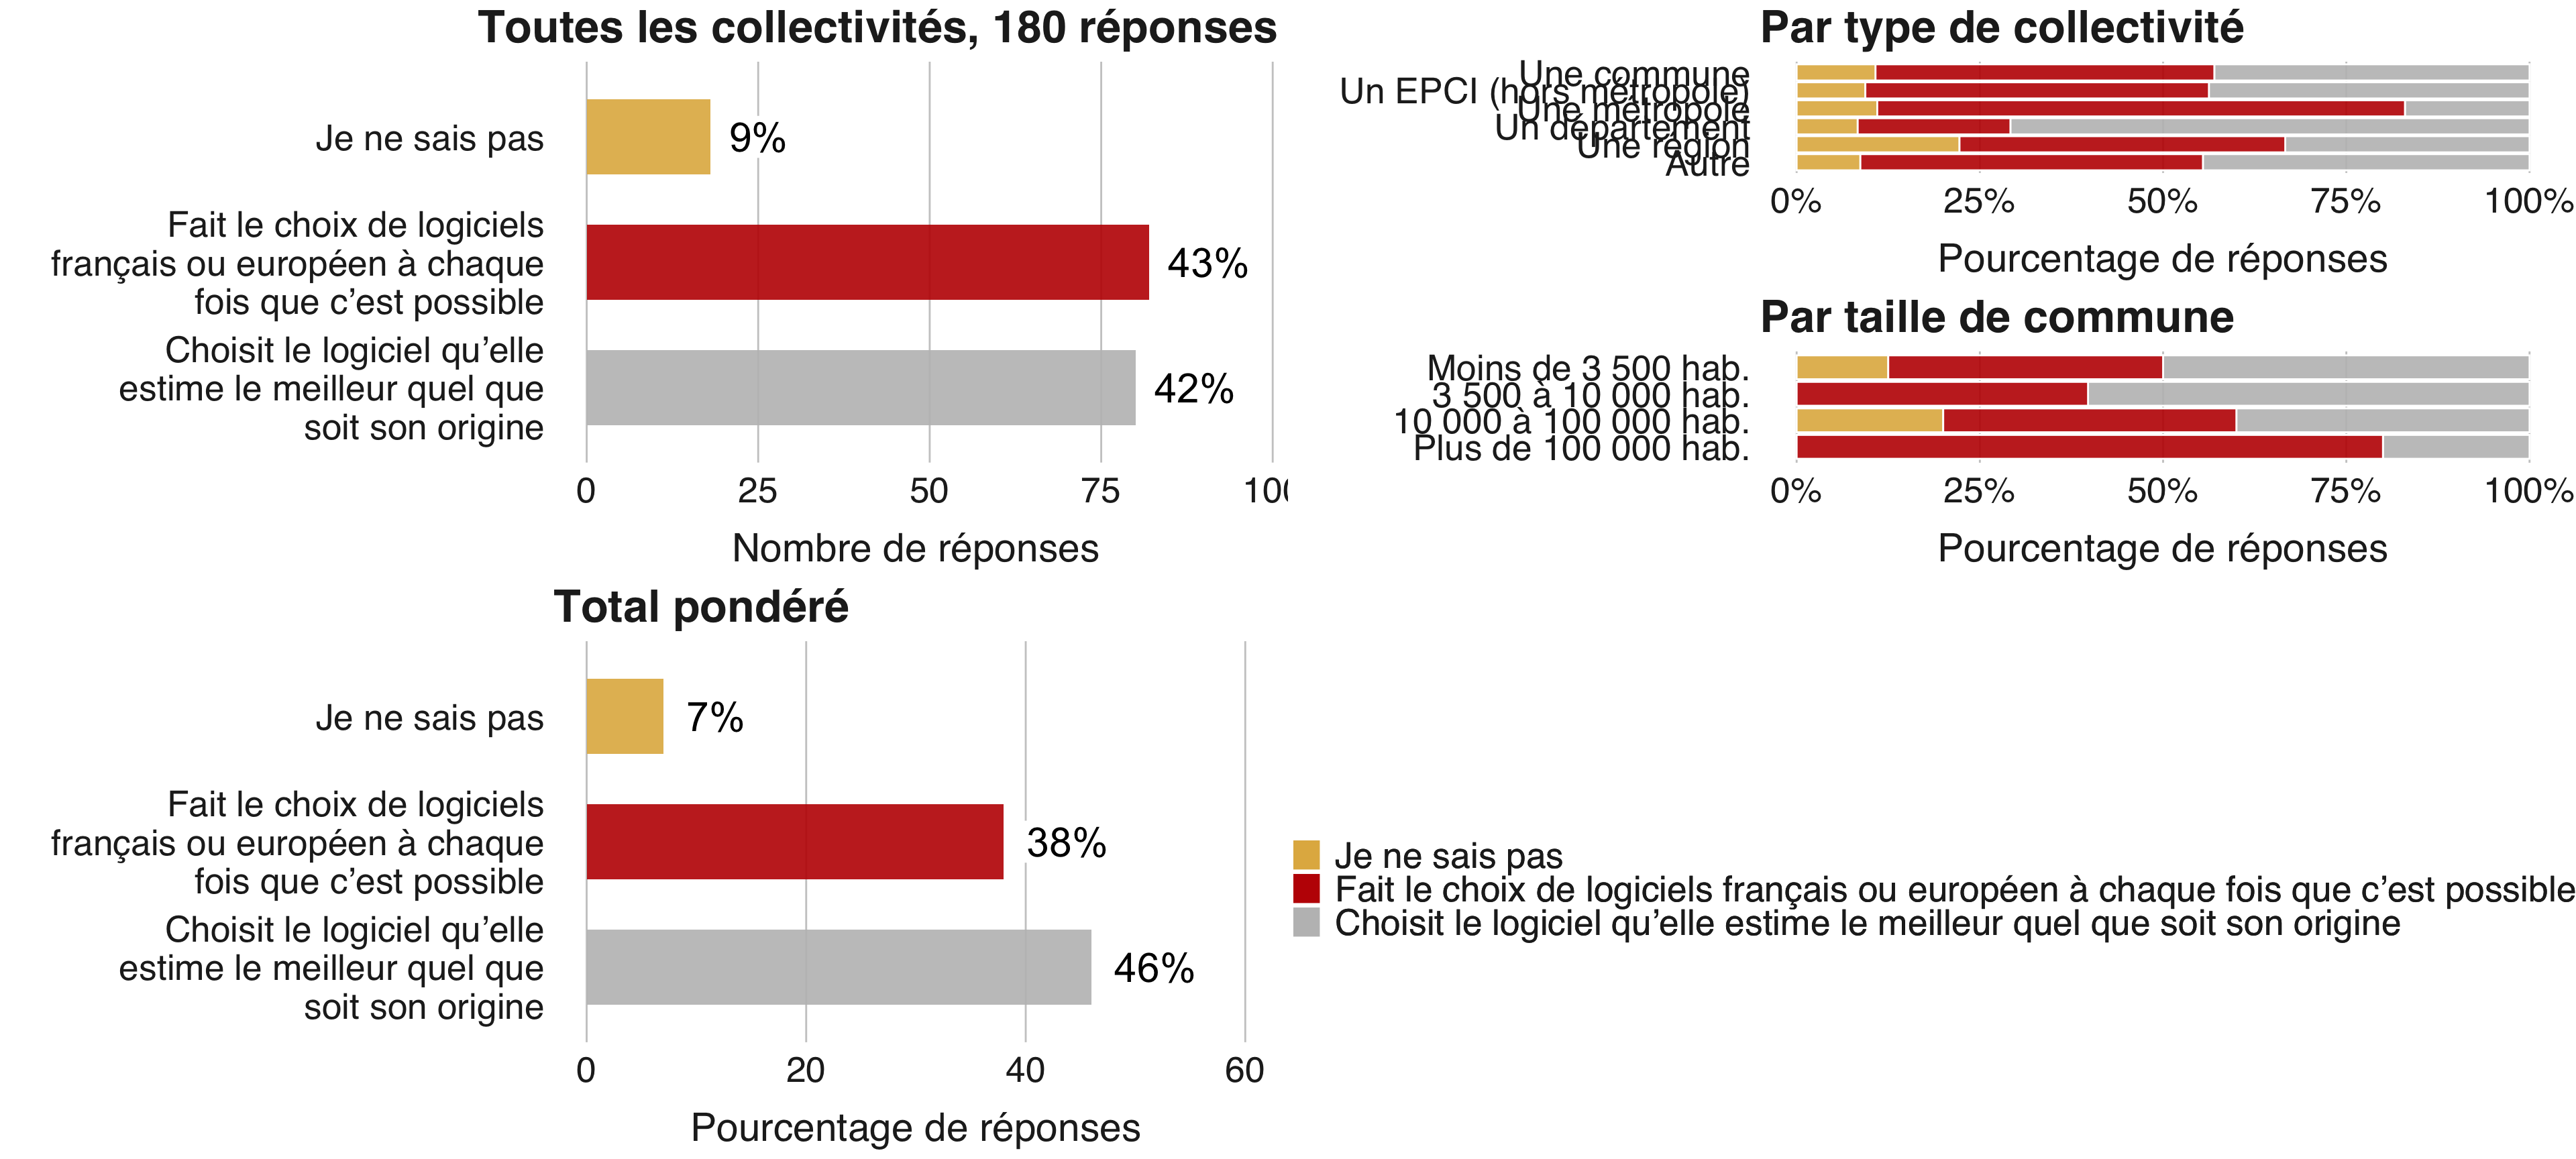 Toutes les collectivités, 180 réponses
Je ne sais pas
9%
Fait le choix de logiciels
français ou européen à chaque
fois que c’est possible
43%
Choisit le logiciel qu’elle
estime le meilleur quel que
soit son origine
42%
0 25 50 75
Nombre de réponses
Par type de collectivité
Une commune
Un EPCI (hors métropole)
Une métropole
Un département
Une région
Autre
0% 25% 50% 75% 100%
Pourcentage de réponses
Par taille de commune
Moins de 3 500 hab.
3 500 à 10 000 hab.
10 000 à 100 000 hab.
Plus de 100 000 hab.
0% 25% 50% 75% 100%
Pourcentage de réponses
Total pondéré
Je ne sais pas
7%
Fait le choix de logiciels
français ou européen à chaque
fois que c’est possible
38%
Choisit le logiciel qu’elle
estime le meilleur quel que
soit son origine
46%
0 20 40 60
Pourcentage de réponses
Je ne sais pas
Fait le choix de logiciels français ou européen à chaque fois que c’est possible
Choisit le logiciel qu’elle estime le meilleur quel que soit son origine